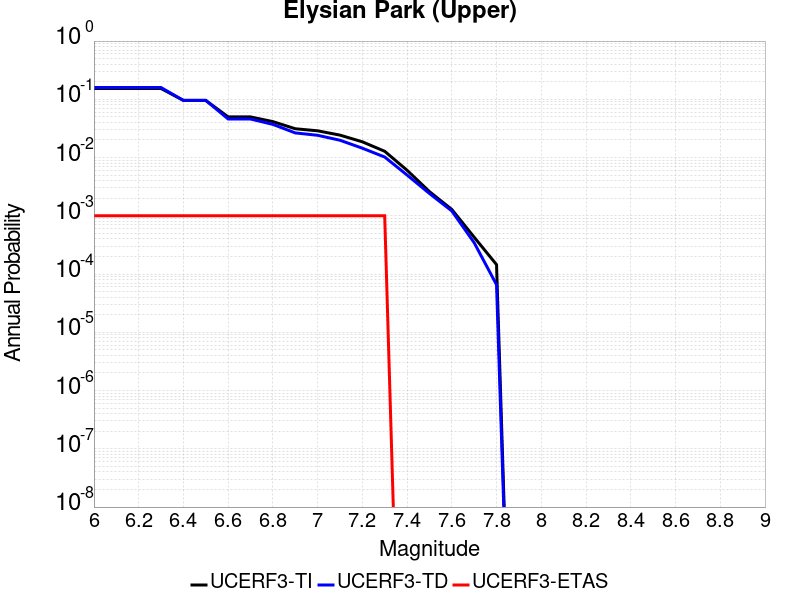 Elysian Park (Upper)
10^0
10^-1
10^-2
10^-3
10^-4
10^-5
10^-6
10^-7
10^-8
Annual Probability
6 6.2 6.4 6.6 6.8 7 7.2 7.4 7.6 7.8 8 8.2 8.4 8.6 8.8 9
Magnitude
UCERF3-TI UCERF3-TD UCERF3-ETAS